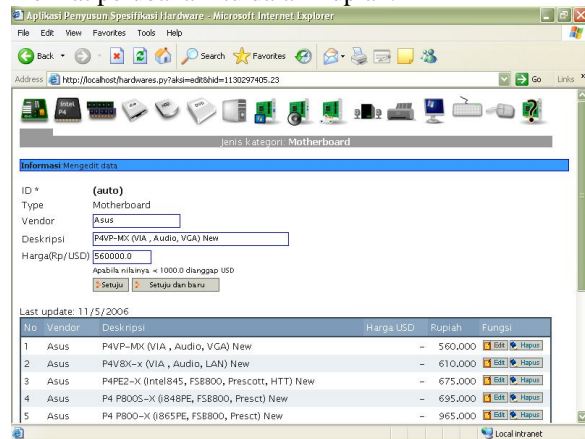 Aplikasi Penyusun Spesifikasi Hardware - Microsoft Internet Explorer
File Edit View Favorites Tools Help
Back Search Favorites
Address http://localhost/hardwares.py?aksi=edit&hid=1130297405.23 Go Links »
intel P4 DVD
Jenis kategori: Motherboard
Informasi Mengedit data
ID * (auto)
Type Motherboard
Vendor Asus
Deskripsi P4VP-MX (VIA , Audio, VGA) New
Harga(Rp/USD) 560000.0
Apabila nilainya < 1000.0 dianggap USD
Setuju Setuju dan baru
Last update: 11/5/2006
No Vendor Deskripsi Harga USD Rupiah Fungsi
1 Asus P4VP-MX (VIA , Audio, VGA) New - 560.000 Edit Hapus
2 Asus P4V8X-x (VIA , Audio, LAN) New - 610.000 Edit Hapus
3 Asus P4PE2-X (Intel845, FSB800, Prescott, HTT) New - 675.000 Edit Hapus
4 Asus P4 P800S-X (i848PE, FSB800, Presct) New - 695.000 Edit Hapus
5 Asus P4 P800-X (i865PE, FSB800, Presct) New - 965.000 Edit Hapus
Local intranet